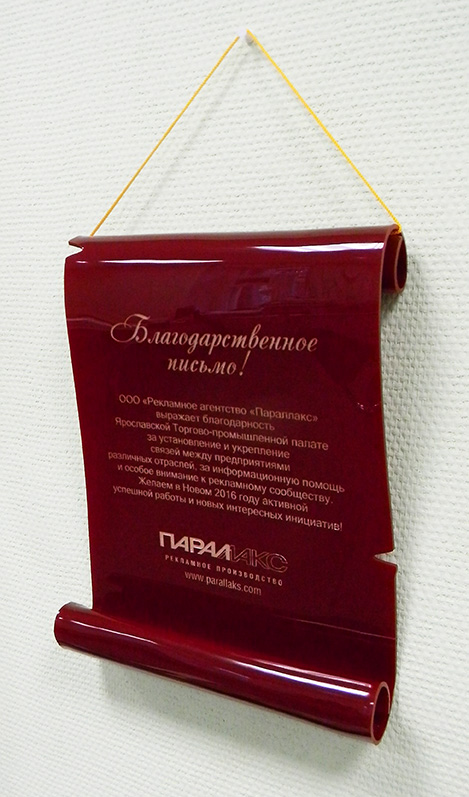 Благодарственное
письмо!
ООО «Рекламное агентство «Параллакс»
выражает благодарность
Ярославской Торгово-промышленной палате
за установление и укрепление
связей между предприятиями
различных отраслей, за информационную помощь
и особое внимание к рекламному сообществу.
Желаем в Новом 2016 году активной
успешной работы и новых интересных инициатив!
ПАРАЛЛАКС
РЕКЛАМНОЕ ПРОИЗВОДСТВО
www.parallaks.com